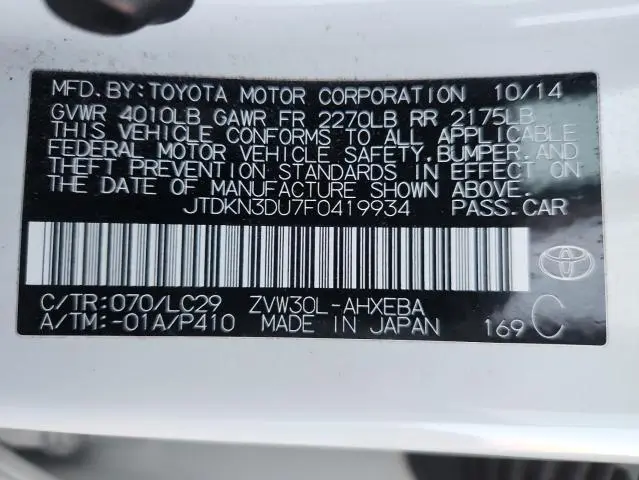 MFD.BY:TOYOTA MOTOR CORPORATION 10/14
GVWR 4010LB GAWR FR 2270LB RR 2175LB
THIS VEHICLE CONFORMS TO ALL APPLICABLE
FEDERAL MOTOR VEHICLE SAFETY,BUMPER,AND
THEFT PREVENTION STANDARDS IN EFFECT ON
THE DATE OF MANUFACTURE SHOWN ABOVE.
JTDKN3DU7F0419934 PASS.CAR
C/TR:070/LC29 ZVW30L-AHXEBA
A/TM:-01A/P410 MADE IN JAPAN 169 C
TOYOTA